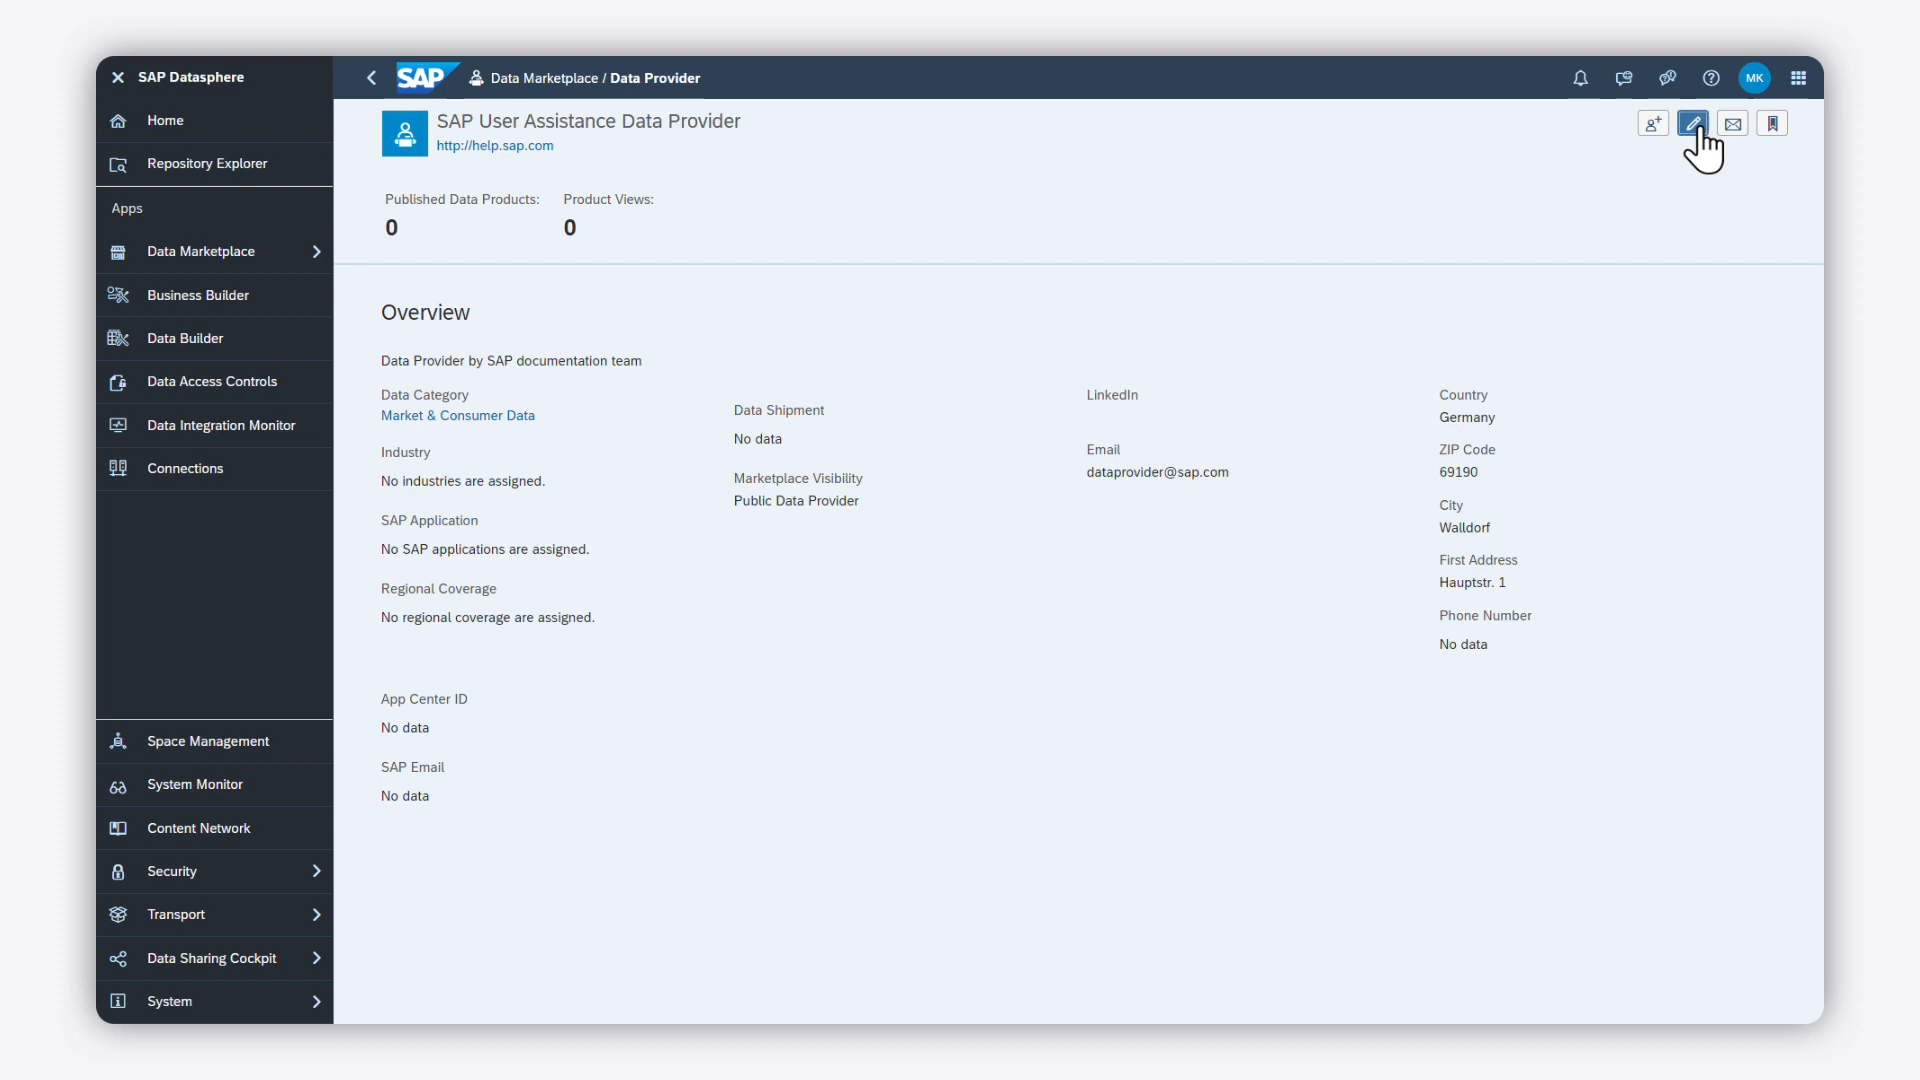 SAP Datasphere
Home
Repository Explorer
Apps
Data Marketplace
Business Builder
Data Builder
Data Access Controls
Data Integration Monitor
Connections
Space Management
System Monitor
Content Network
Security
Transport
Data Sharing Cockpit
System
SAP Data Marketplace / Data Provider
MK
SAP User Assistance Data Provider
http://help.sap.com
Published Data Products:
0
Product Views:
0
Overview
Data Provider by SAP documentation team
Data Category
Market & Consumer Data
Industry
No industries are assigned.
SAP Application
No SAP applications are assigned.
Regional Coverage
No regional coverage are assigned.
App Center ID
No data
SAP Email
No data
Data Shipment
No data
Marketplace Visibility
Public Data Provider
LinkedIn
Email
dataprovider@sap.com
Country
Germany
ZIP Code
69190
City
Walldorf
First Address
Hauptstr. 1
Phone Number
No data